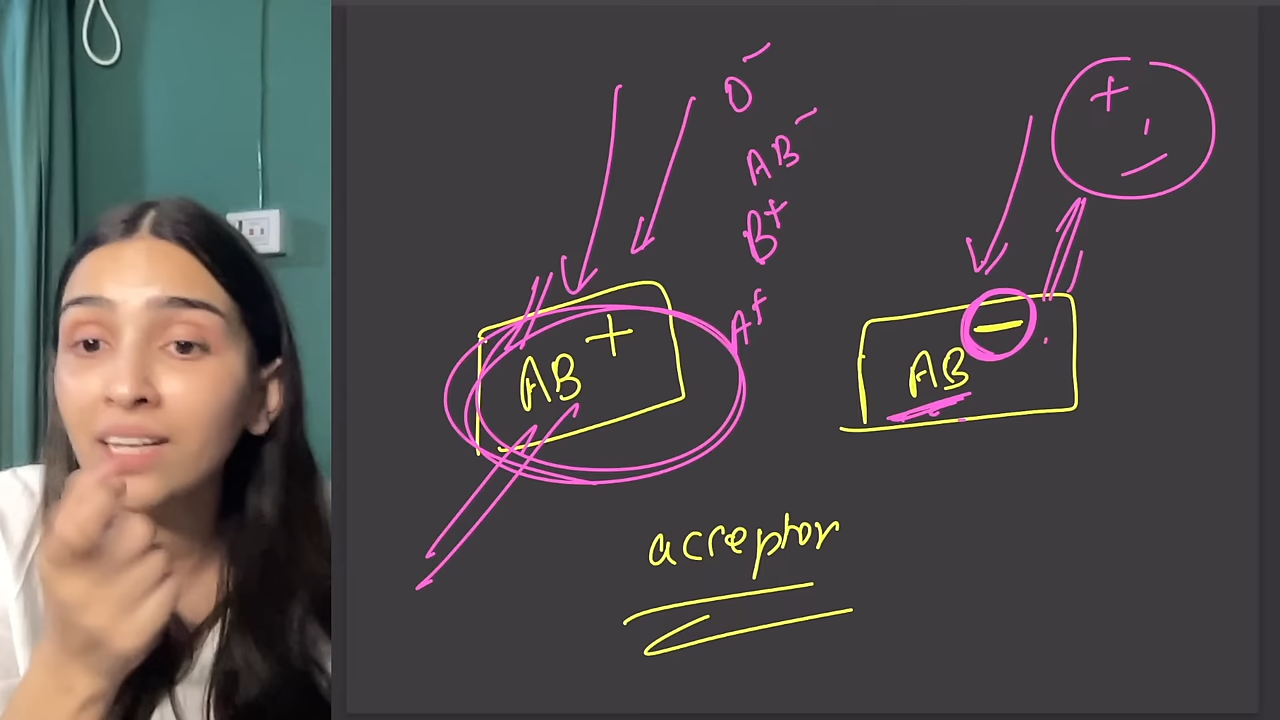 O-
AB-
B+
A+
AB+
+
-
AB-
acreptor